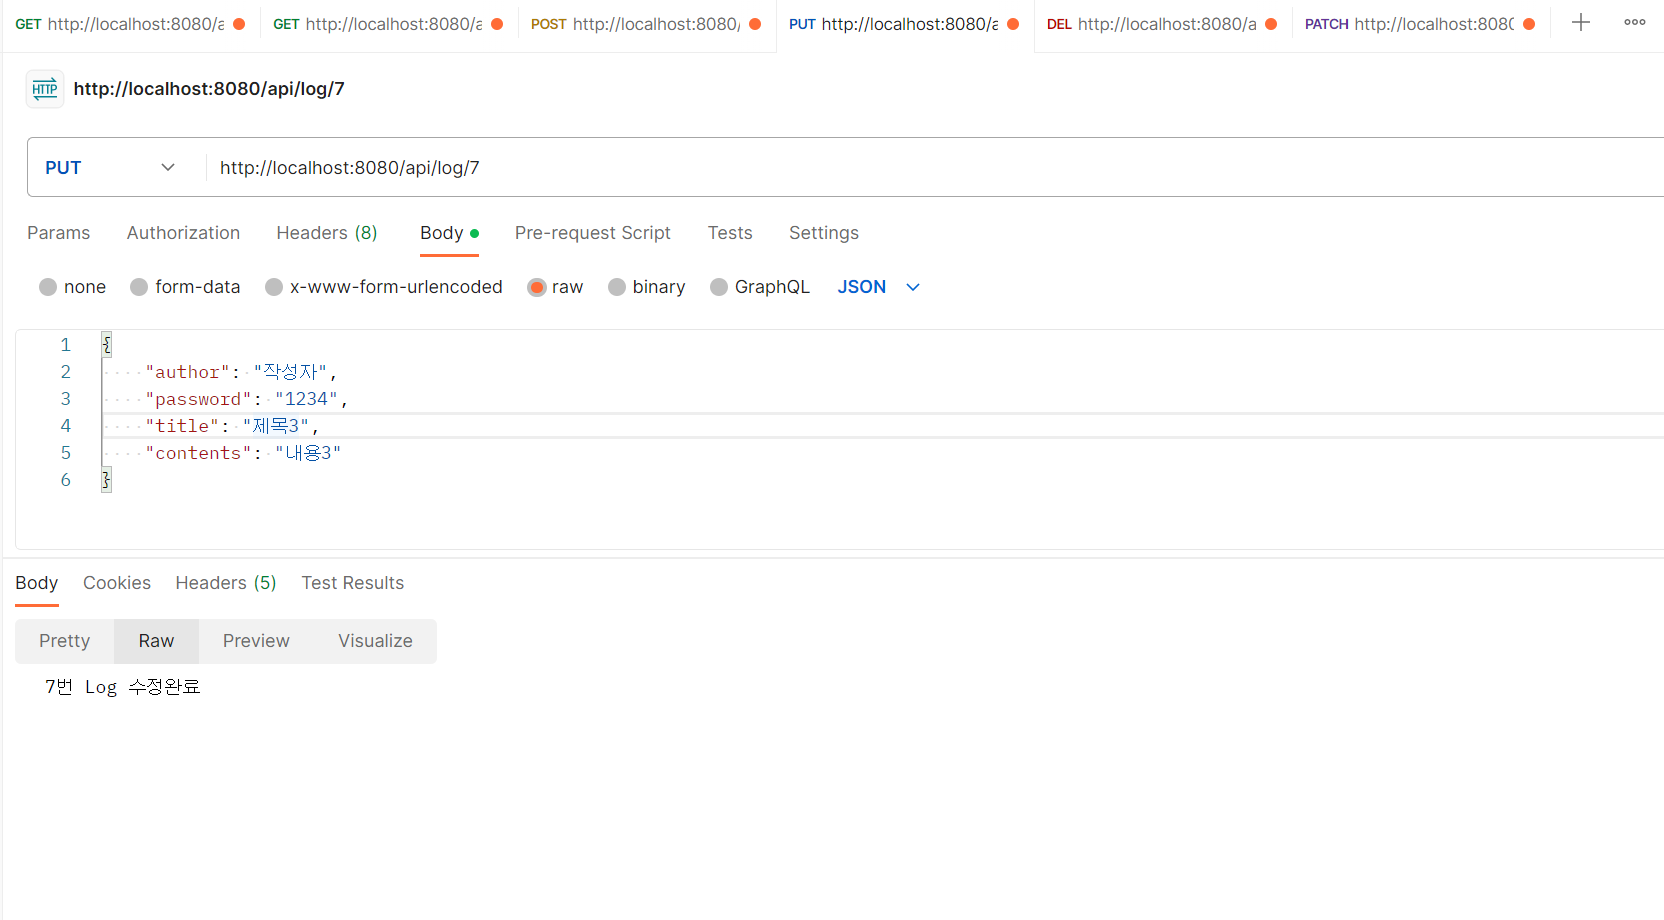 GET http://localhost:8080/a GET http://localhost:8080/a POST http://localhost:8080/ PUT http://localhost:8080/a DEL http://localhost:8080/a PATCH http://localhost:808
HTTP http://localhost:8080/api/log/7
PUT http://localhost:8080/api/log/7
Params Authorization Headers (8) Body Pre-request Script Tests Settings
none form-data x-www-form-urlencoded raw binary GraphQL JSON
1 {
2 "author": "작성자",
3 "password": "1234",
4 "title": "제목3",
5 "contents": "내용3"
6 }
Body Cookies Headers (5) Test Results
Pretty Raw Preview Visualize
7번 Log 수정완료